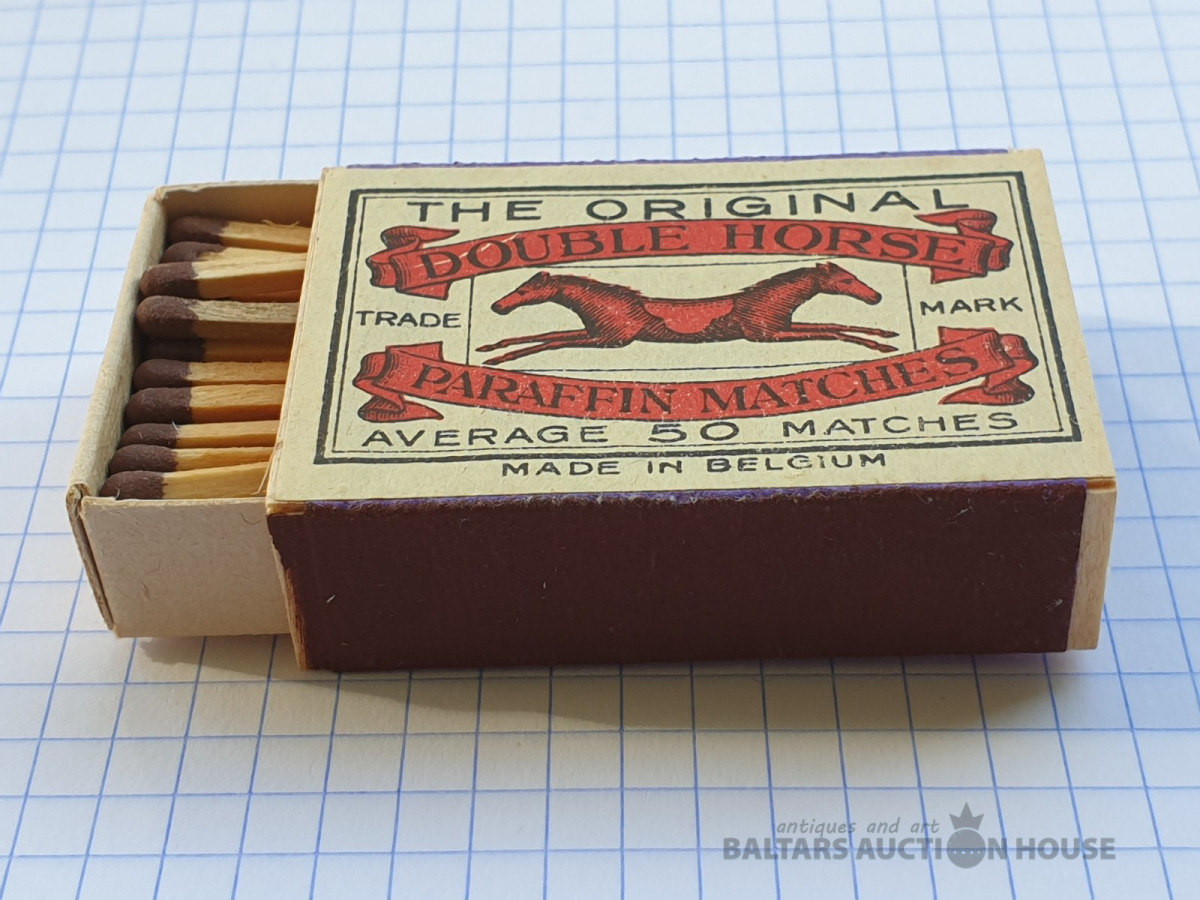 THE ORIGINAL
DOUBLE HORSE
TRADE MARK
PARAFFIN MATCHES
AVERAGE 50 MATCHES
MADE IN BELGIUM
antiques and art
BALTARS AUCTION HOUSE